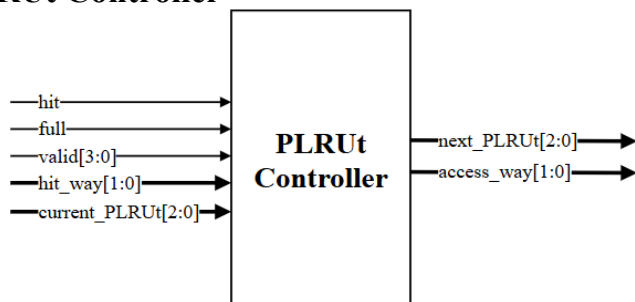 RUt Controller
hit
full
valid[3:0]
hit_way[1:0]
current_PLRUt[2:0]
PLRUt
Controller
next_PLRUt[2:0]
access_way[1:0]